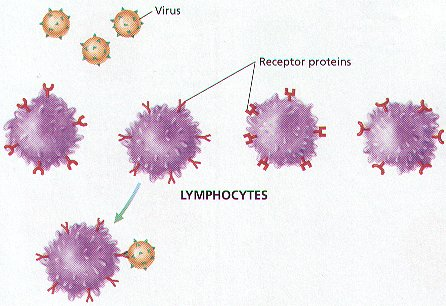 Virus
Receptor proteins
LYMPHOCYTES